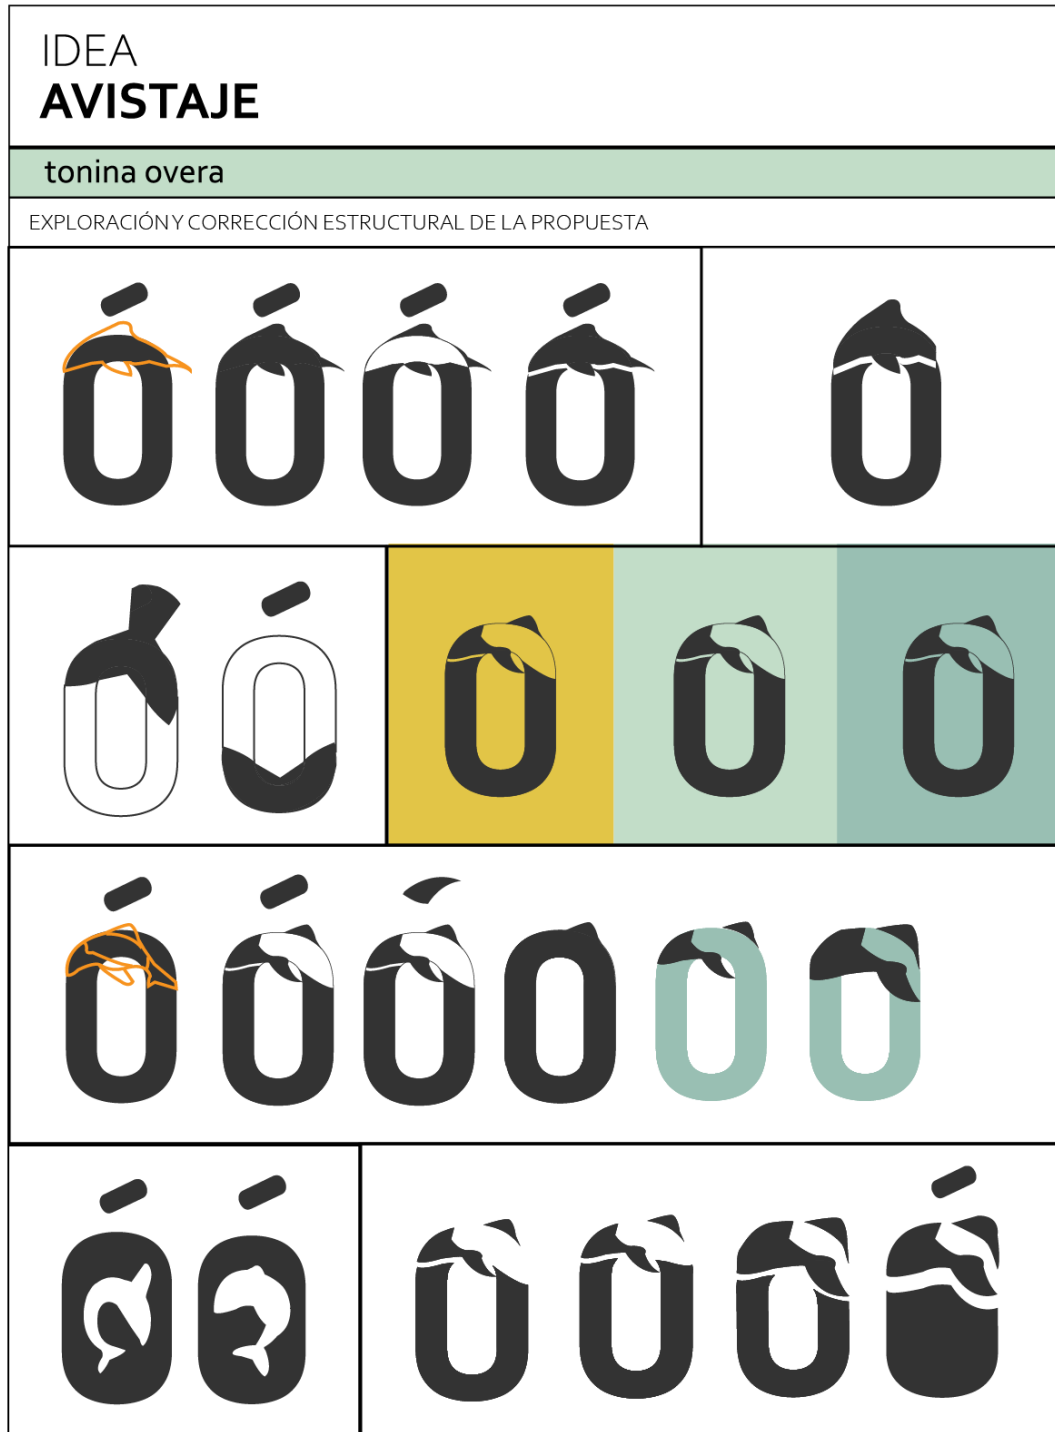 IDEA
AVISTAJE
tonina overa
EXPLORACIÓN Y CORRECCIÓN ESTRUCTURAL DE LA PROPUESTA
Ó Ó Ó Ó O
O Ó O O O
Ó Ó Ó O O O
Ó Ó O O O Ó